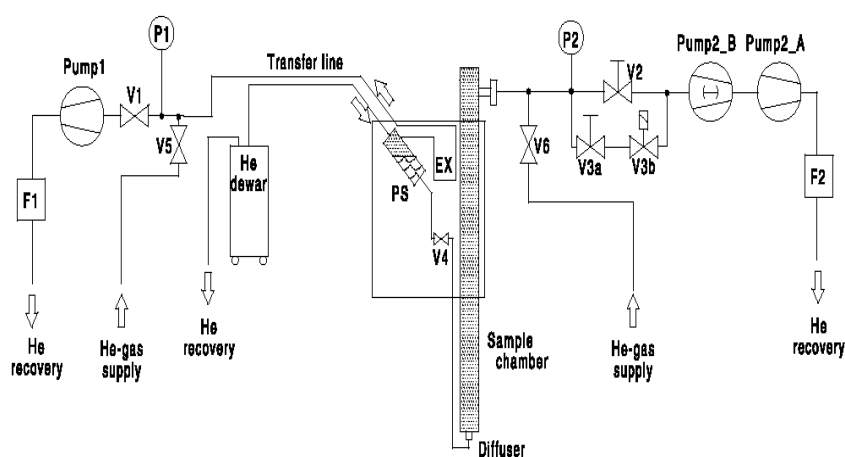 P1
P2
Pump2_B
Pump2_A
Pump1
Transfer line
V1
V2
V5
He
dewar
EX
V6
V3a
V3b
F1
PS
F2
V4
He
recovery
He-gas
supply
He
recovery
Sample
chamber
He-gas
supply
He
recovery
Diffuser